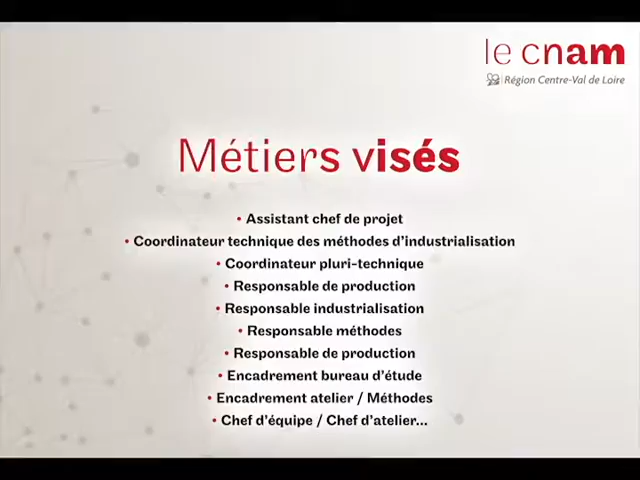 le cnam
Région Centre-Val de Loire
Métiers visés
• Assistant chef de projet
• Coordinateur technique des méthodes d'industrialisation
• Coordinateur pluri-technique
• Responsable de production
• Responsable industrialisation
• Responsable méthodes
• Responsable de production
• Encadrement bureau d'étude
• Encadrement atelier / Méthodes
• Chef d'équipe / Chef d'atelier...